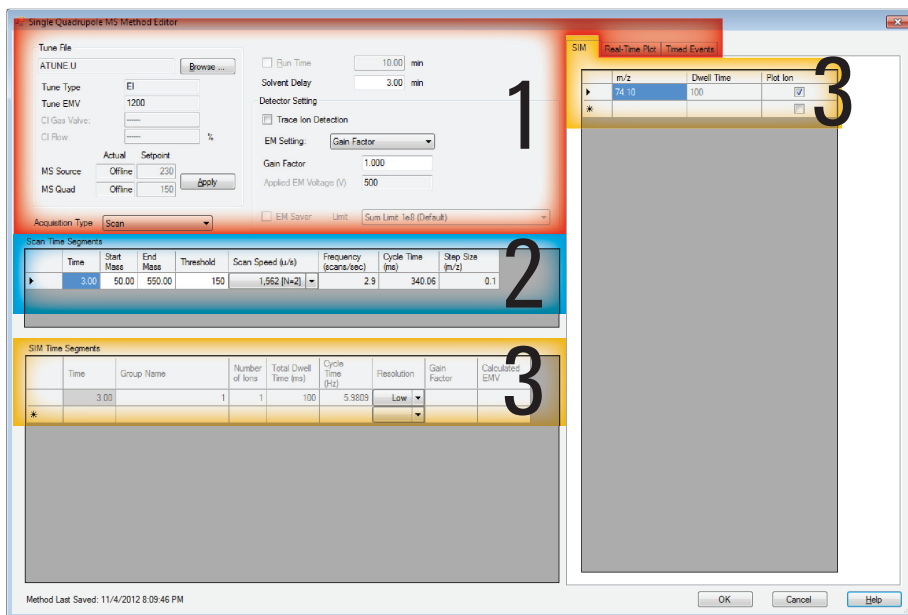 Single Quadrupole MS Method Editor
Tune File
ATUNE.U Browse ...
Tune Type EI
Tune EMV 1200
CI Gas Valve: -----
CI Flow: ----- %
Actual Setpoint
MS Source Offline 230
MS Quad Offline 150
Apply
Acquisition Type Scan
Run Time 10.00 min
Solvent Delay 3.00 min
Detector Setting
Trace Ion Detection
EM Setting: Gain Factor
Gain Factor 1.000
Applied EM Voltage (V) 500
EM Saver Limit Sum Limit 1e8 (Default)
1
Scan Time Segments
Time Start Mass End Mass Threshold Scan Speed (u/s) Frequency (scans/sec) Cycle Time (ms) Step Size (m/z)
3.00 50.00 550.00 150 1,562 [N=2] 2.9 340.06 0.1
2
SIM Time Segments
Time Group Name Number of Ions Total Dwell Time (ms) Cycle Time (Hz) Resolution Gain Factor Calculated EMV
3.00 1 1 100 5.9809 Low
3
SIM Real-Time Plot Timed Events
m/z Dwell Time Plot Ion
74.10 100
3
Method Last Saved: 11/4/2012 8:09:46 PM
OK Cancel Help